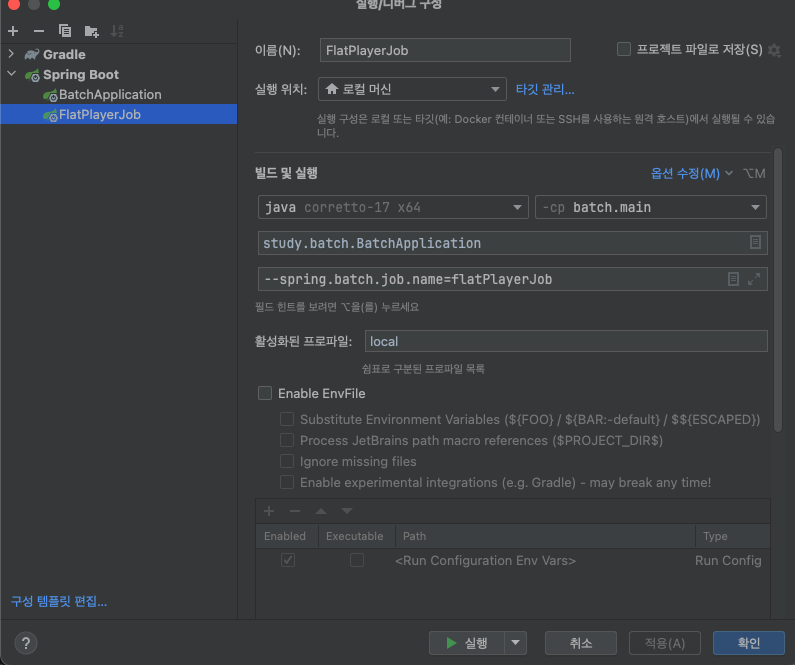 실행/디버그 구성
Gradle
Spring Boot
BatchApplication
FlatPlayerJob
구성 템플릿 편집...
이름(N):
FlatPlayerJob
프로젝트 파일로 저장(S)
실행 위치:
로컬 머신
타깃 관리...
실행 구성은 로컬 또는 타깃(예: Docker 컨테이너 또는 SSH를 사용하는 원격 호스트)에서 실행될 수 있습
니다.
빌드 및 실행
옵션 수정(M)
⌥M
java corretto-17 x64
-cp batch.main
study.batch.BatchApplication
--spring.batch.job.name=flatPlayerJob
필드 힌트를 보려면 ⌥을(를) 누르세요
활성화된 프로파일:
local
쉼표로 구분된 프로파일 목록
Enable EnvFile
Substitute Environment Variables (${FOO} / ${BAR:-default} / $${ESCAPED})
Process JetBrains path macro references ($PROJECT_DIR$)
Ignore missing files
Enable experimental integrations (e.g. Gradle) - may break any time!
Enabled Executable Path Type
<Run Configuration Env Vars> Run Config
?
실행
취소
적용(A)
확인